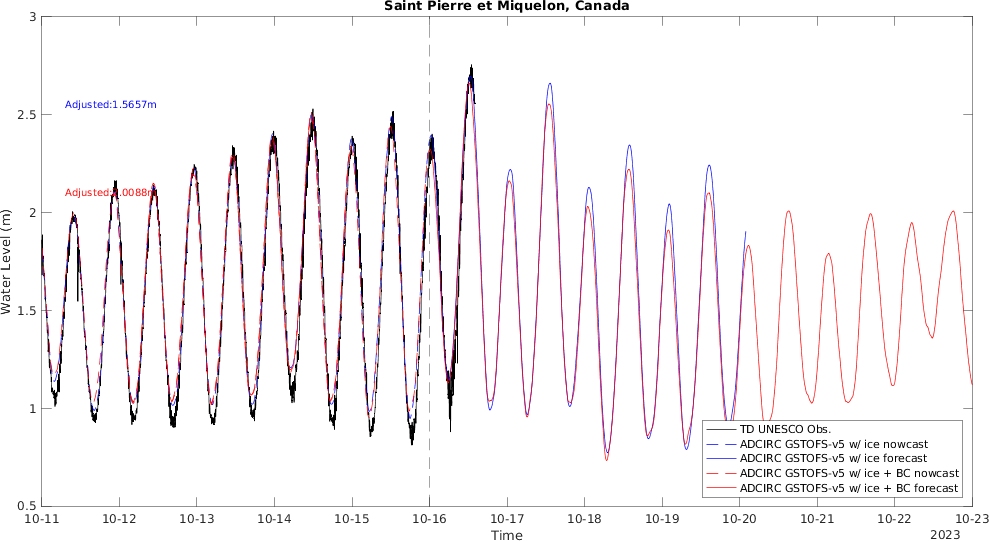 Saint Pierre et Miquelon, Canada
3
2.5
2
1.5
1
0.5
Water Level (m)
Adjusted:1.5657m
10-11
10-12
10-13
10-14
10-15
10-16
10-17
10-18
10-19
10-20
10-21
10-22
10-23
Time
2023
TD UNESCO Obs.
ADCIRC GSTOFS-v5 w/ ice nowcast
ADCIRC GSTOFS-v5 w/ ice forecast
ADCIRC GSTOFS-v5 w/ ice + BC nowcast
ADCIRC GSTOFS-v5 w/ ice + BC forecast